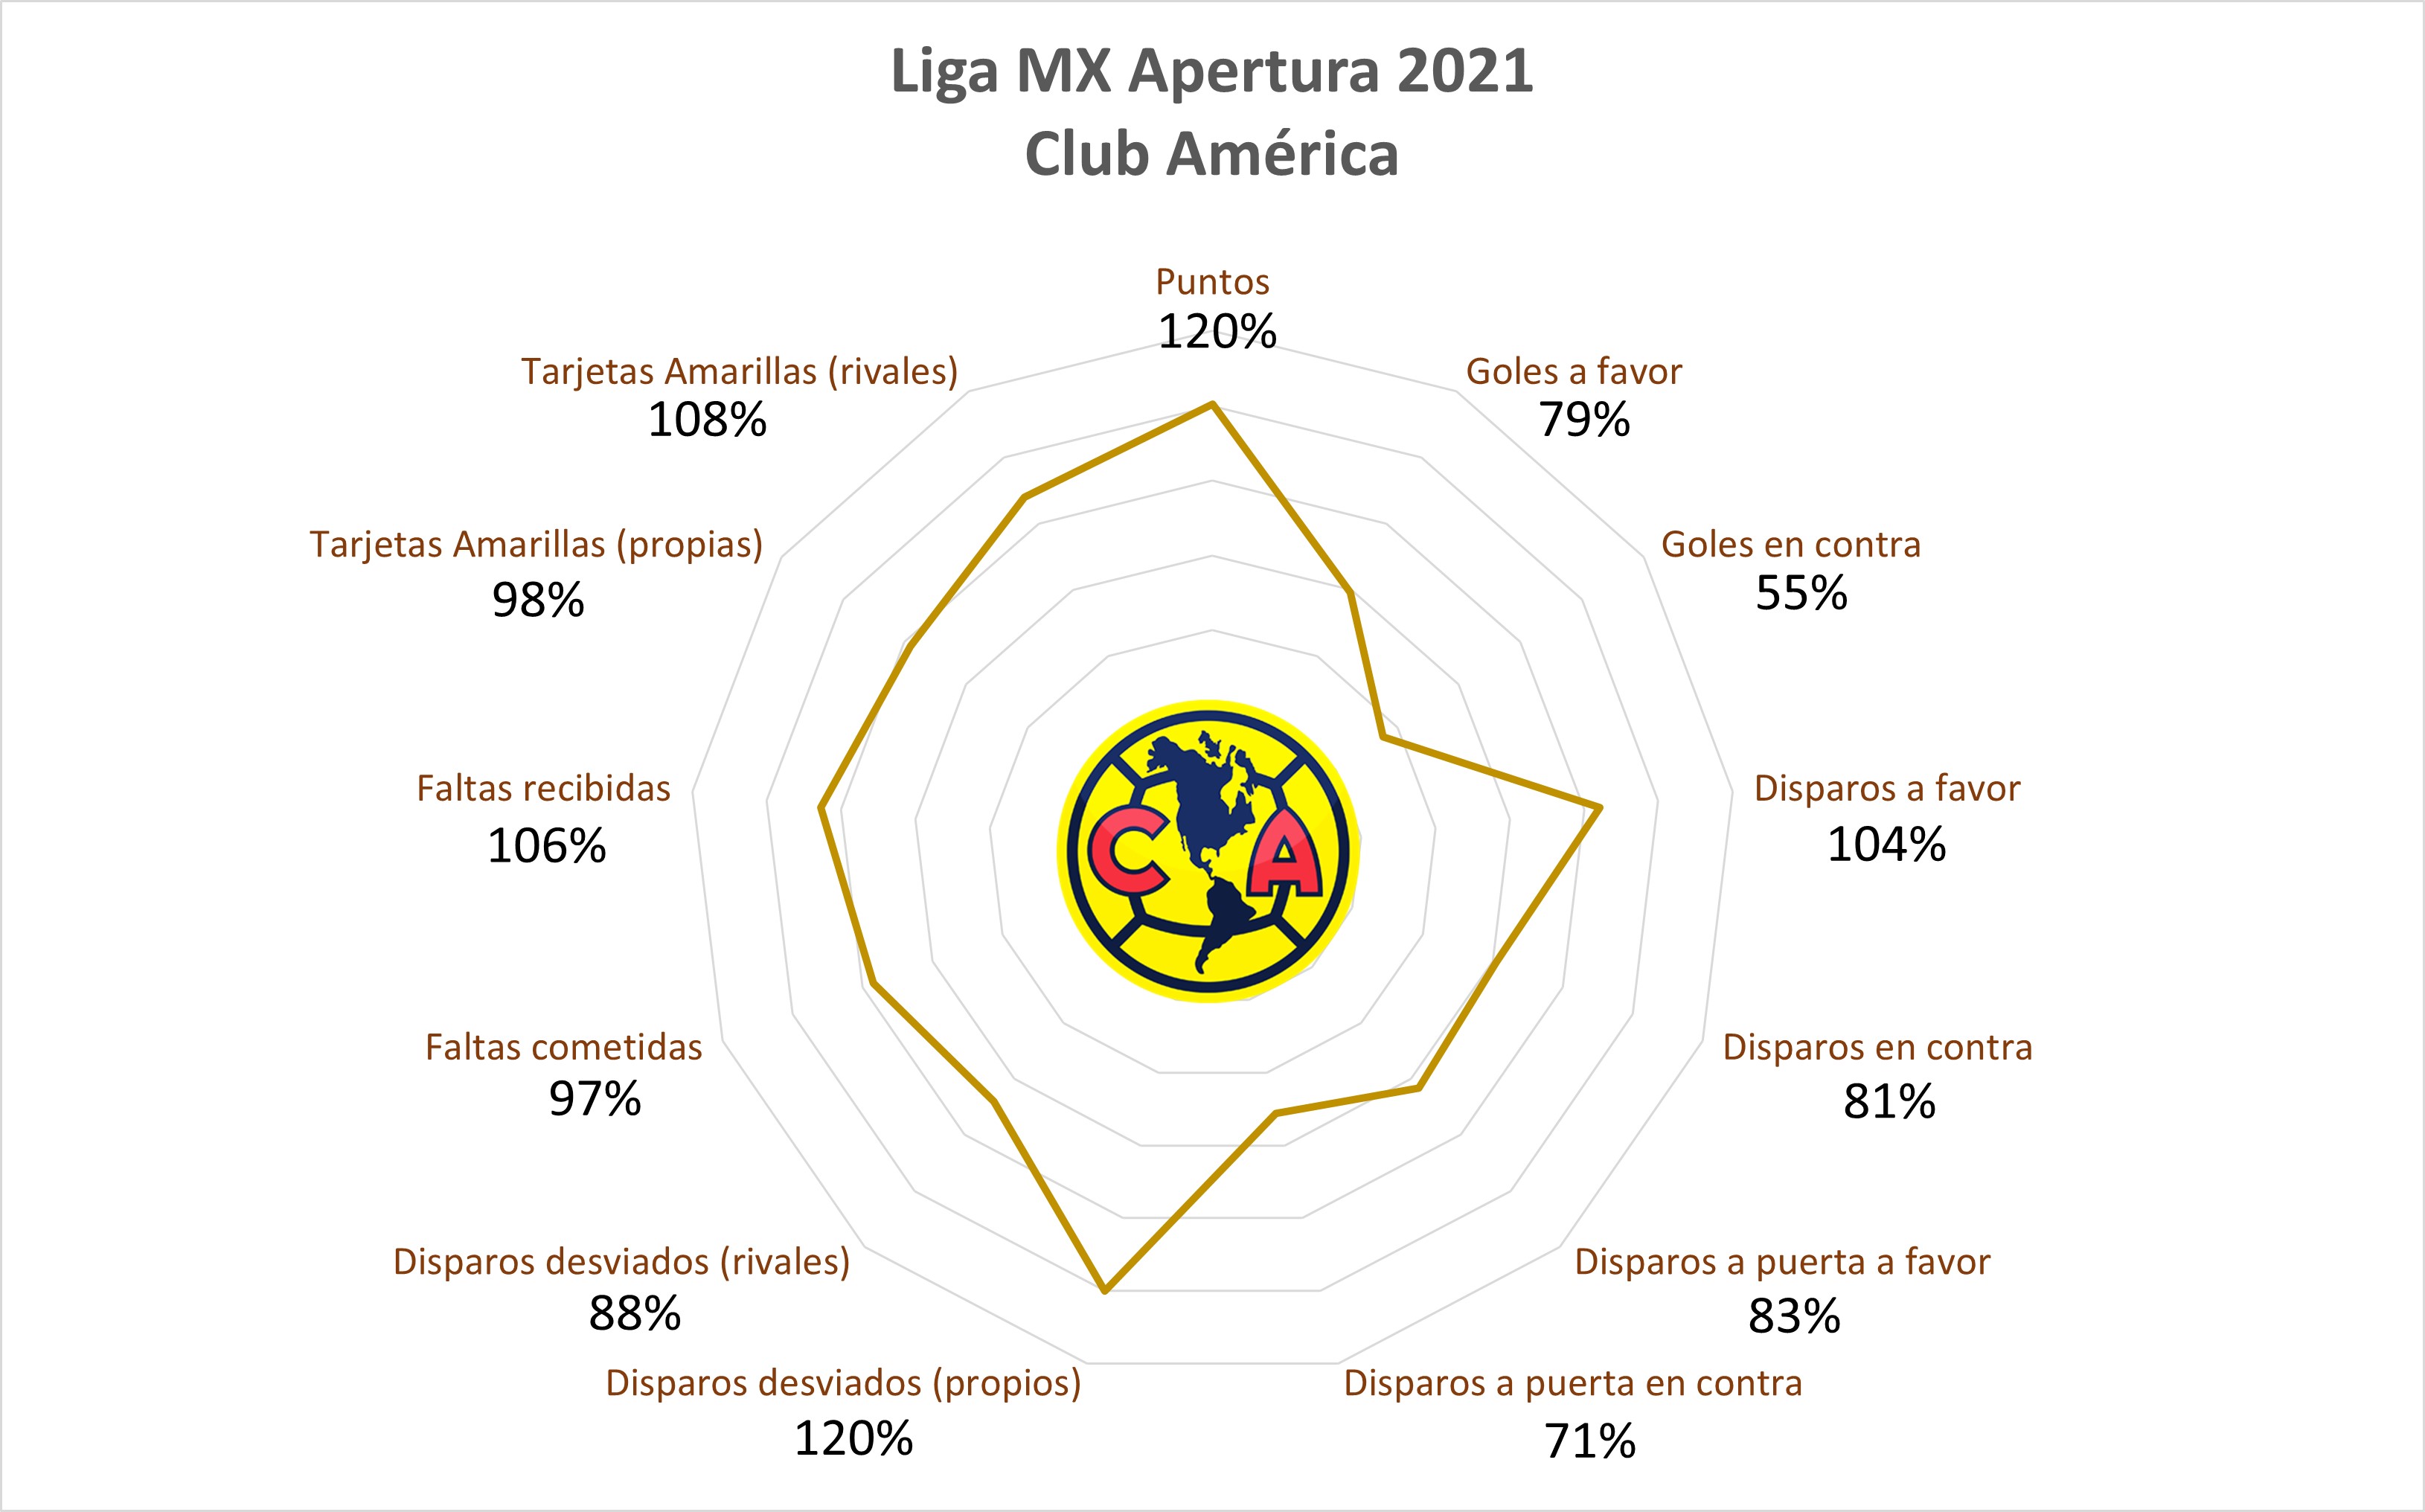 Liga MX Apertura 2021
Club América
Puntos
120%
Goles a favor
79%
Goles en contra
55%
Disparos a favor
104%
Disparos en contra
81%
Disparos a puerta a favor
83%
Disparos a puerta en contra
71%
Disparos desviados (propios)
120%
Disparos desviados (rivales)
88%
Faltas cometidas
97%
Faltas recibidas
106%
Tarjetas Amarillas (propias)
98%
Tarjetas Amarillas (rivales)
108%
C A